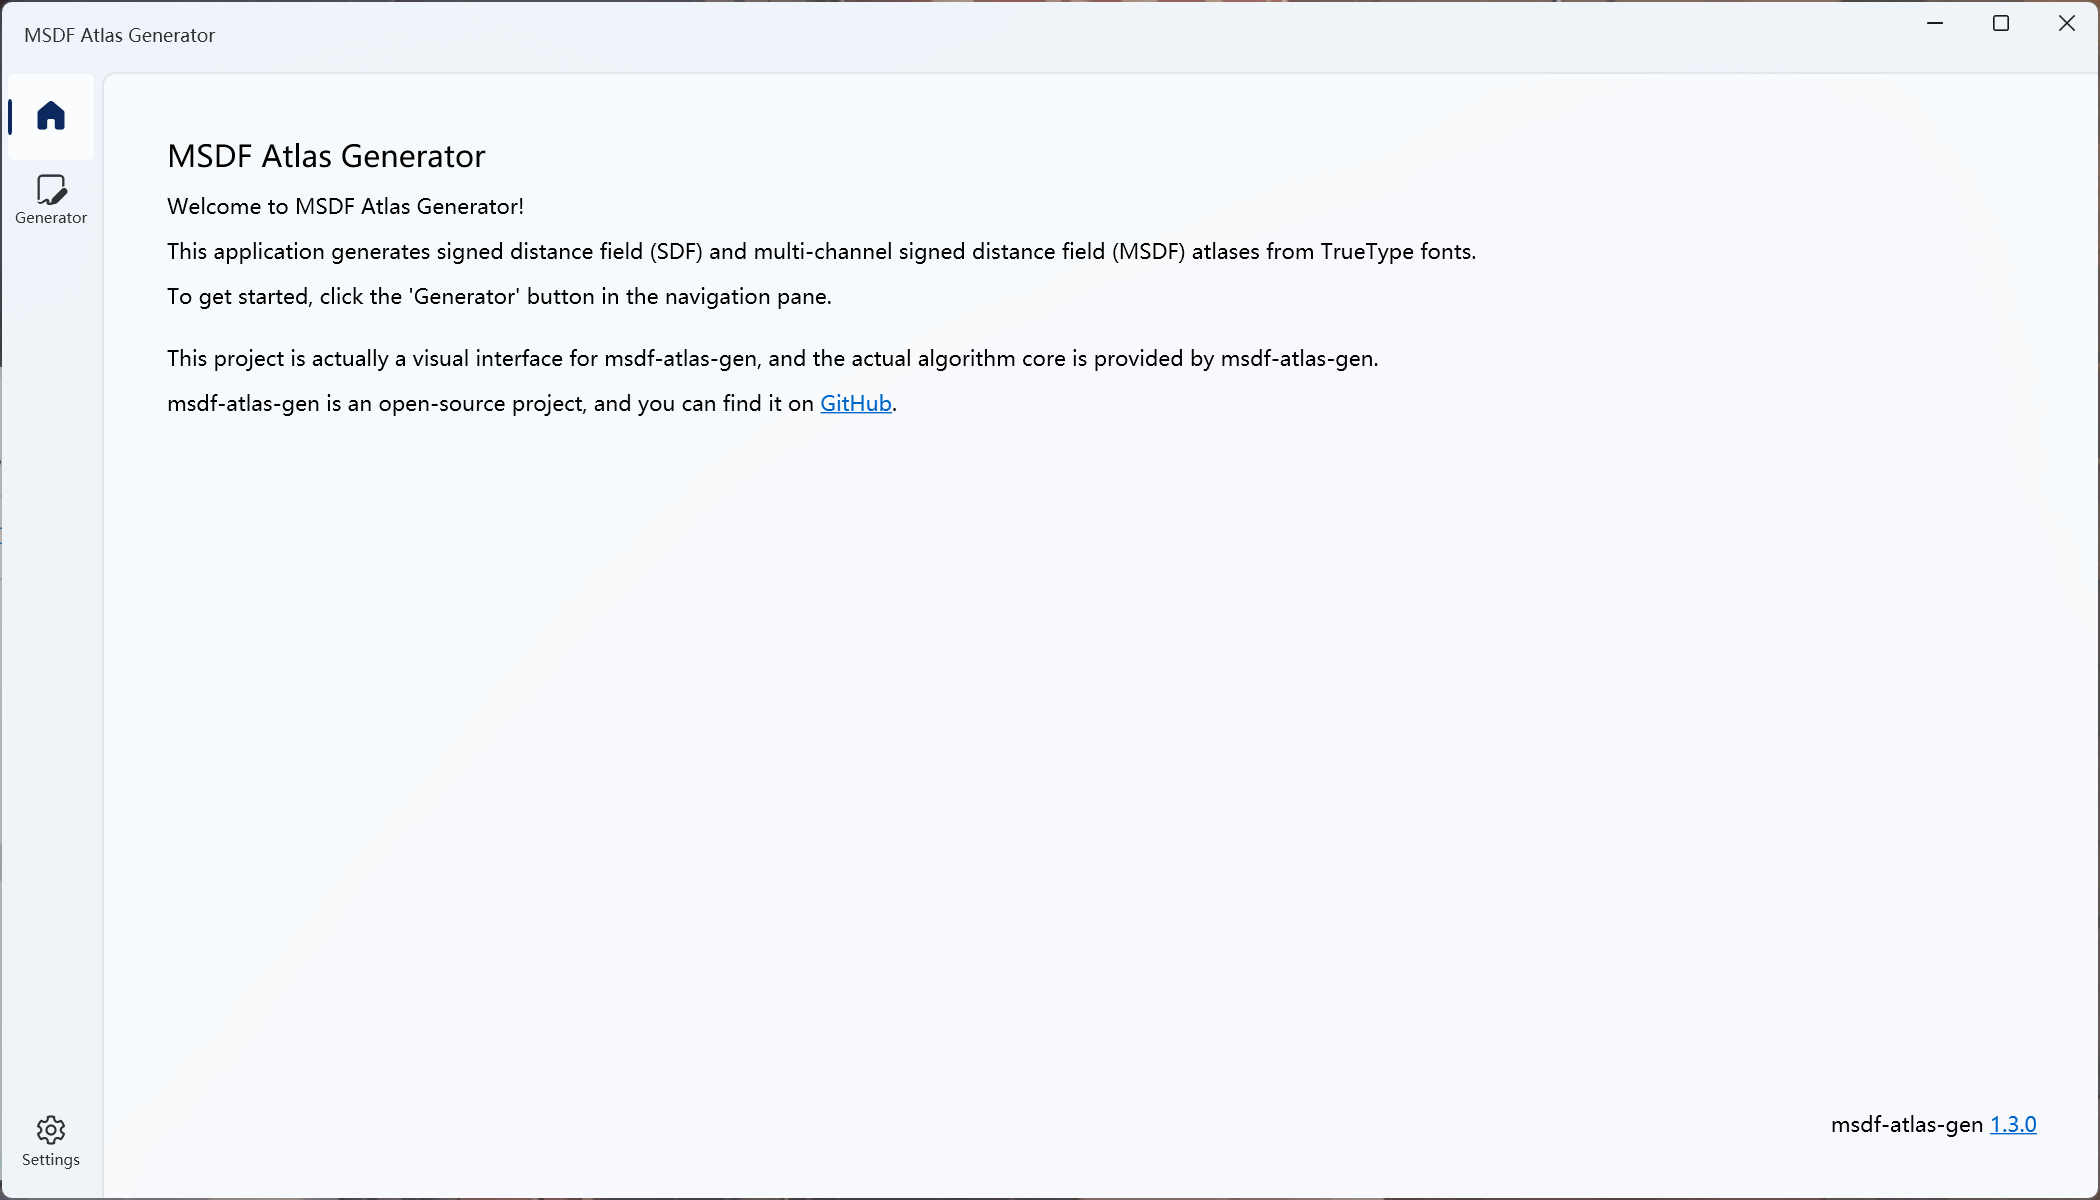 MSDF Atlas Generator
Generator
MSDF Atlas Generator
Welcome to MSDF Atlas Generator!
This application generates signed distance field (SDF) and multi-channel signed distance field (MSDF) atlases from TrueType fonts.
To get started, click the 'Generator' button in the navigation pane.
This project is actually a visual interface for msdf-atlas-gen, and the actual algorithm core is provided by msdf-atlas-gen.
msdf-atlas-gen is an open-source project, and you can find it on GitHub.
msdf-atlas-gen 1.3.0
Settings